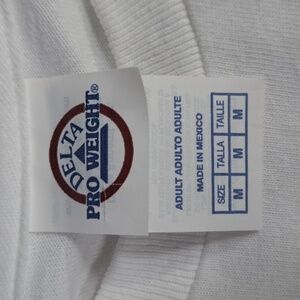 DELTA
PRO WEIGHT®
ADULT ADULTO ADULTE
MADE IN MEXICO
SIZE TALLA TAILLE
M M M